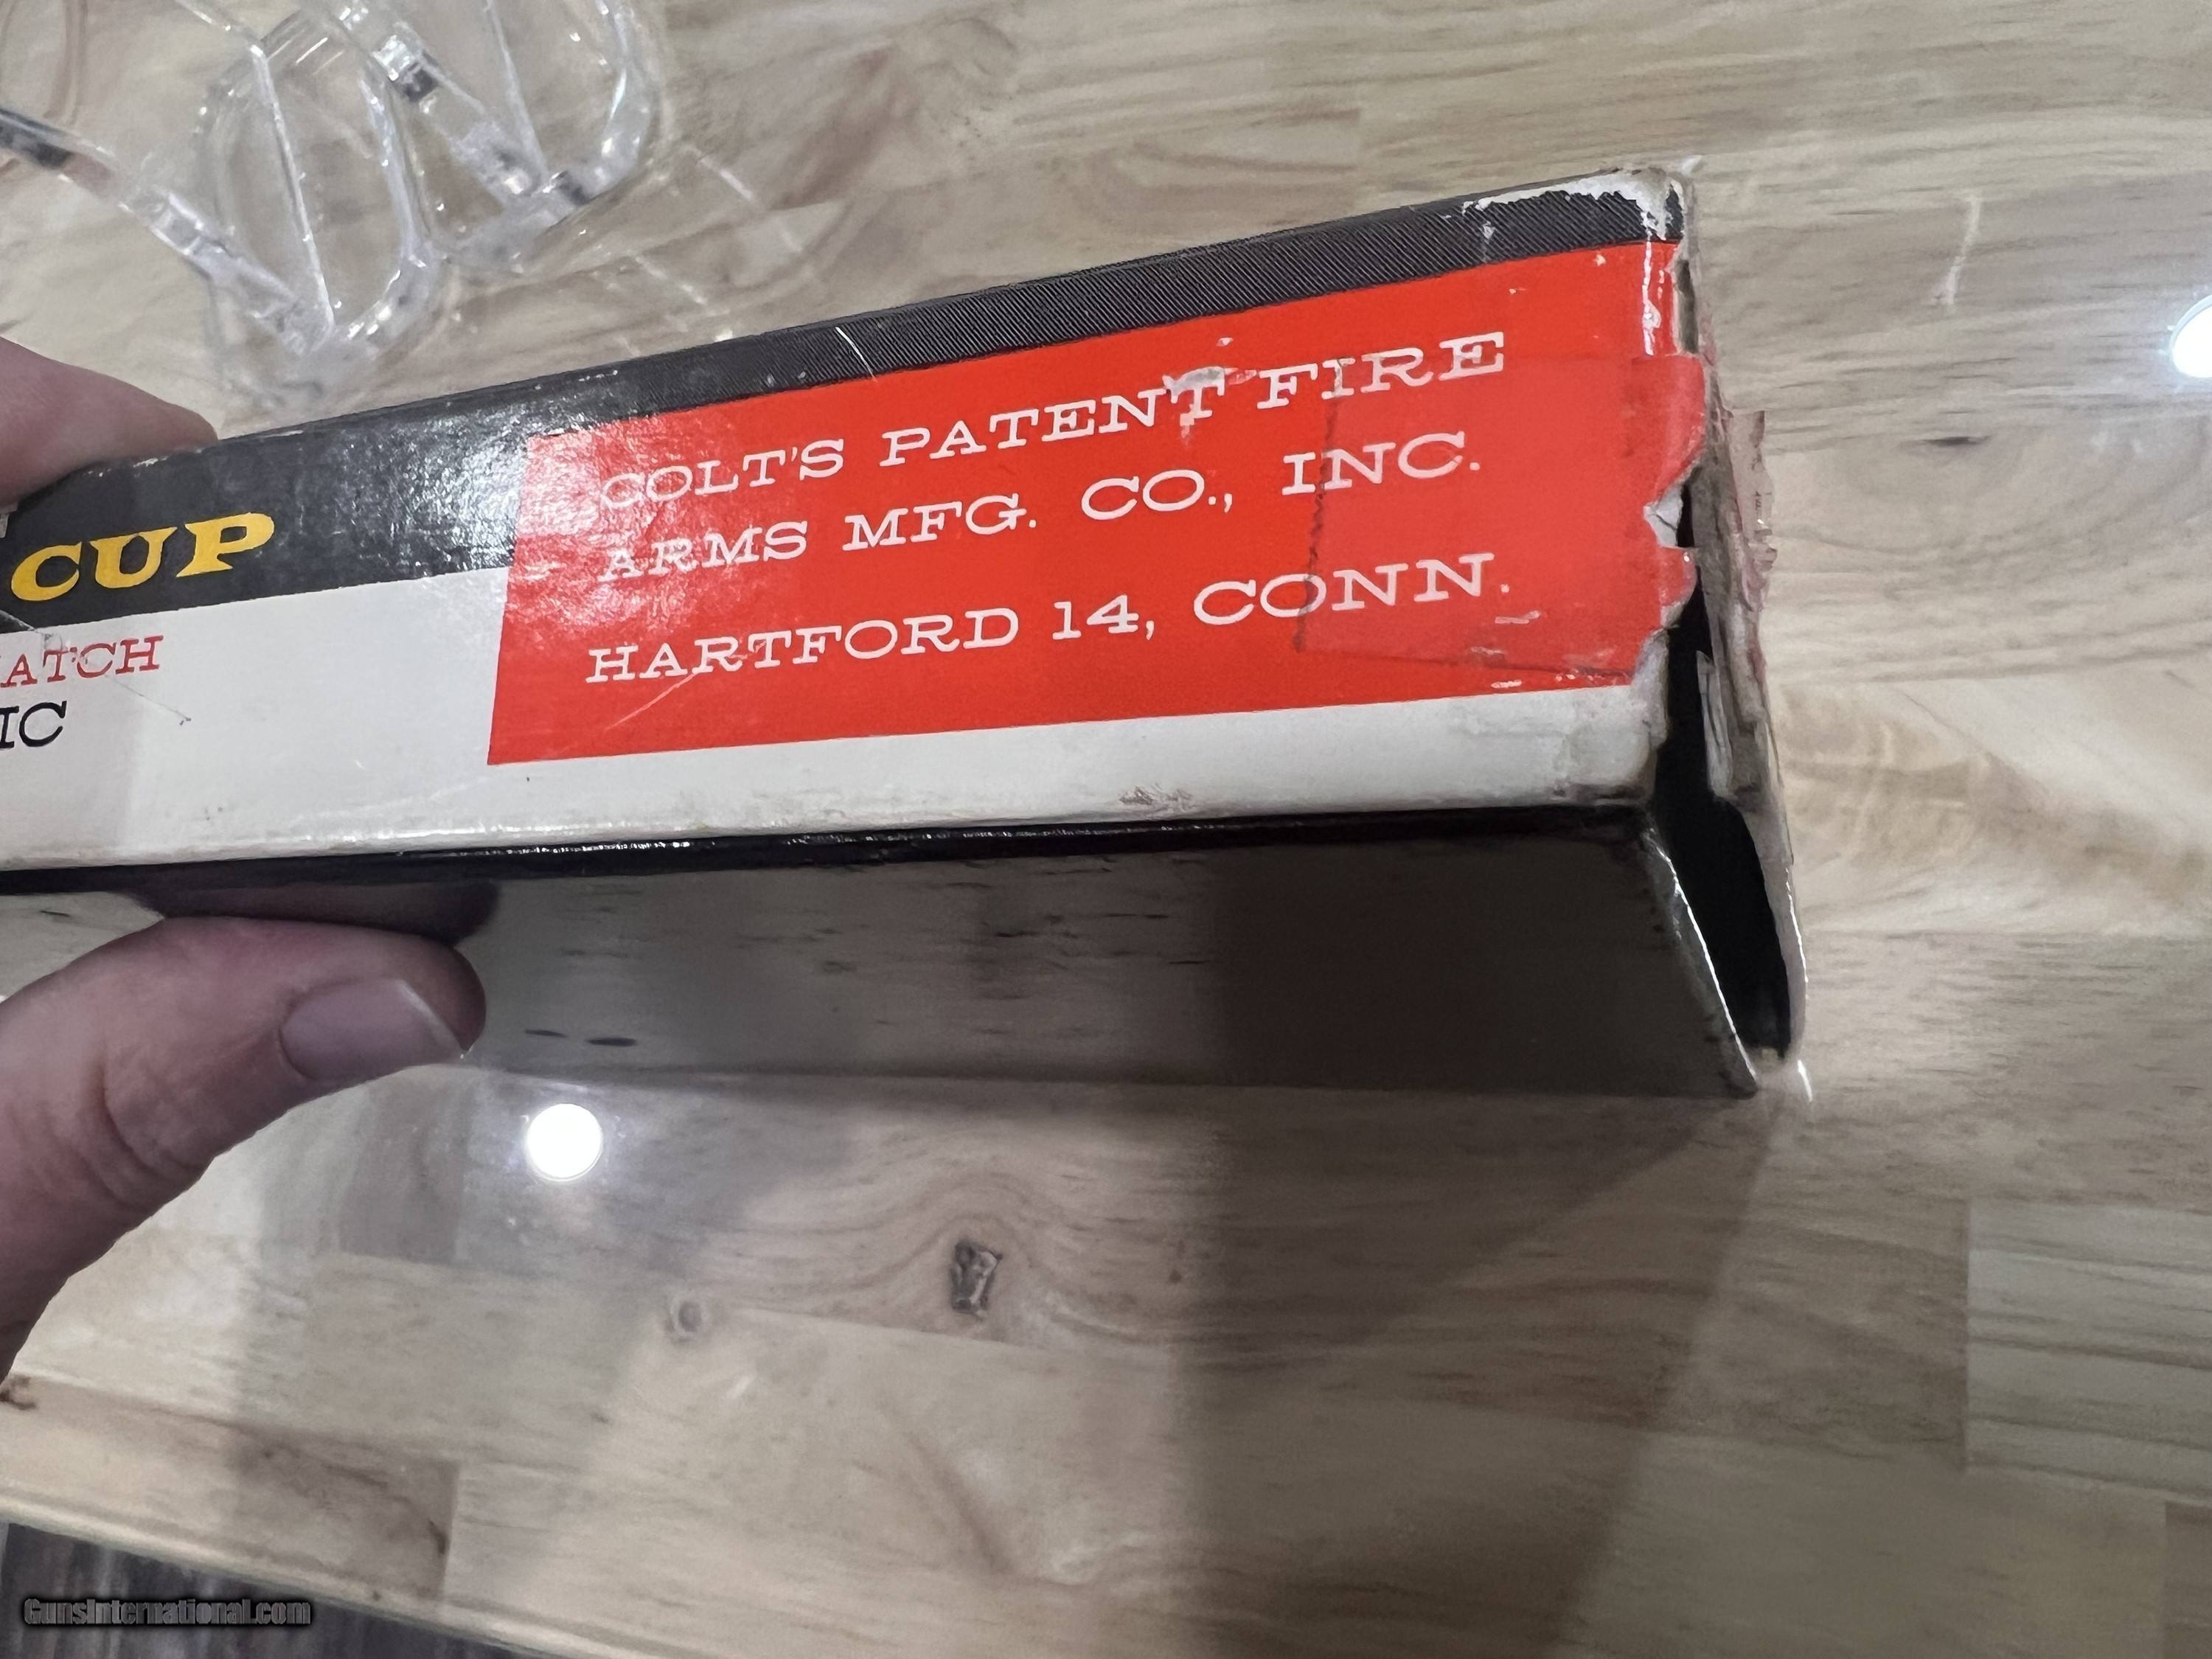 CUP
ATCH
IC
COLT'S PATENT FIRE
ARMS MFG. CO., INC.
HARTFORD 14, CONN.
GunsInternational.com